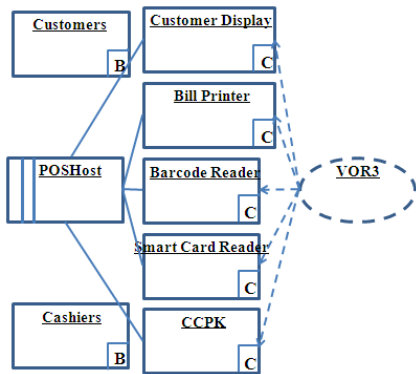 Customers
B
Customer Display
C
Bill Printer
C
POSHost
Barcode Reader
C
VOR3
Smart Card Reader
C
Cashiers
B
CCPK
C